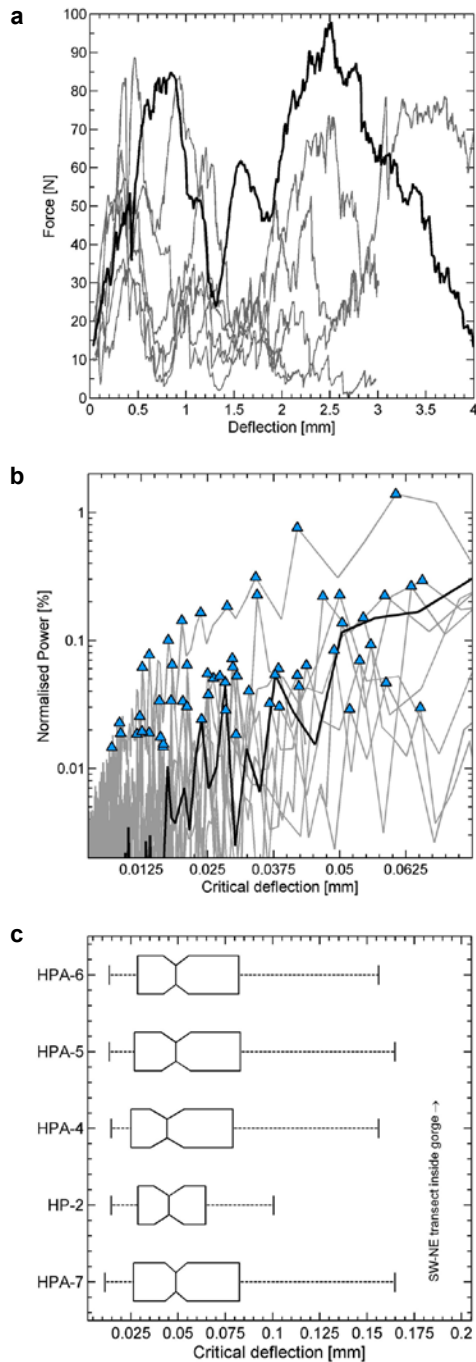 a
100
90
80
70
60
50
40
30
20
10
0
Force [N]
0 0.5 1 1.5 2 2.5 3 3.5 4
Deflection [mm]
b
1
0.1
0.01
Normalised Power [%]
0.0125 0.025 0.0375 0.05 0.0625
Critical deflection [mm]
c
HPA-6
HPA-5
HPA-4
HP-2
HPA-7
SW-NE transect inside gorge →
0.025 0.05 0.075 0.1 0.125 0.15 0.175 0.2
Critical deflection [mm]